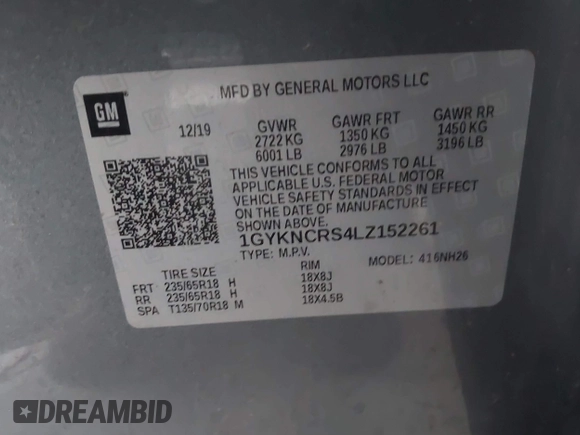 MFD BY GENERAL MOTORS LLC
GM
12/19 GVWR GAWR FRT GAWR RR
2722 KG 1350 KG 1450 KG
6001 LB 2976 LB 3196 LB
THIS VEHICLE CONFORMS TO ALL
APPLICABLE U.S. FEDERAL MOTOR
VEHICLE SAFETY STANDARDS IN EFFECT
ON THE DATE OF MANUFACTURE
SHOWN ABOVE.
1GYKNCRS4LZ152261
TYPE: M.P.V. MODEL: 416NH26
TIRE SIZE RIM
FRT 235/65R18 H 18X8J
RR 235/65R18 H 18X8J
SPA T135/70R18 M 18X4.5B
DREAMBID